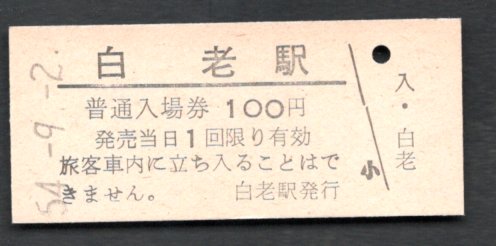 白老駅
普通入場券 100円
発売当日1回限り有効
旅客車内に立ち入ることはで
きません。 白老駅発行
54.-9.-2.
小
入・白老